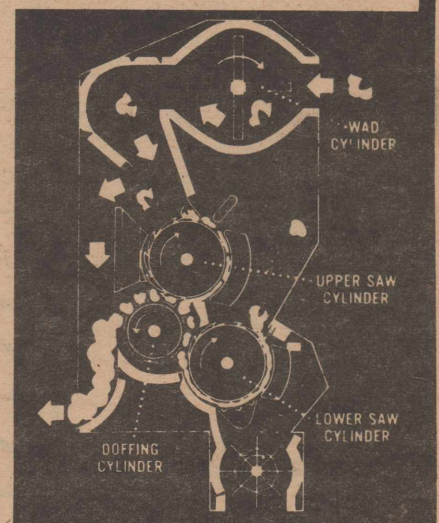 WAD
CYLINDER
UPPER SAW
CYLINDER
LOWER SAW
CYLINDER
DOFFING
CYLINDER